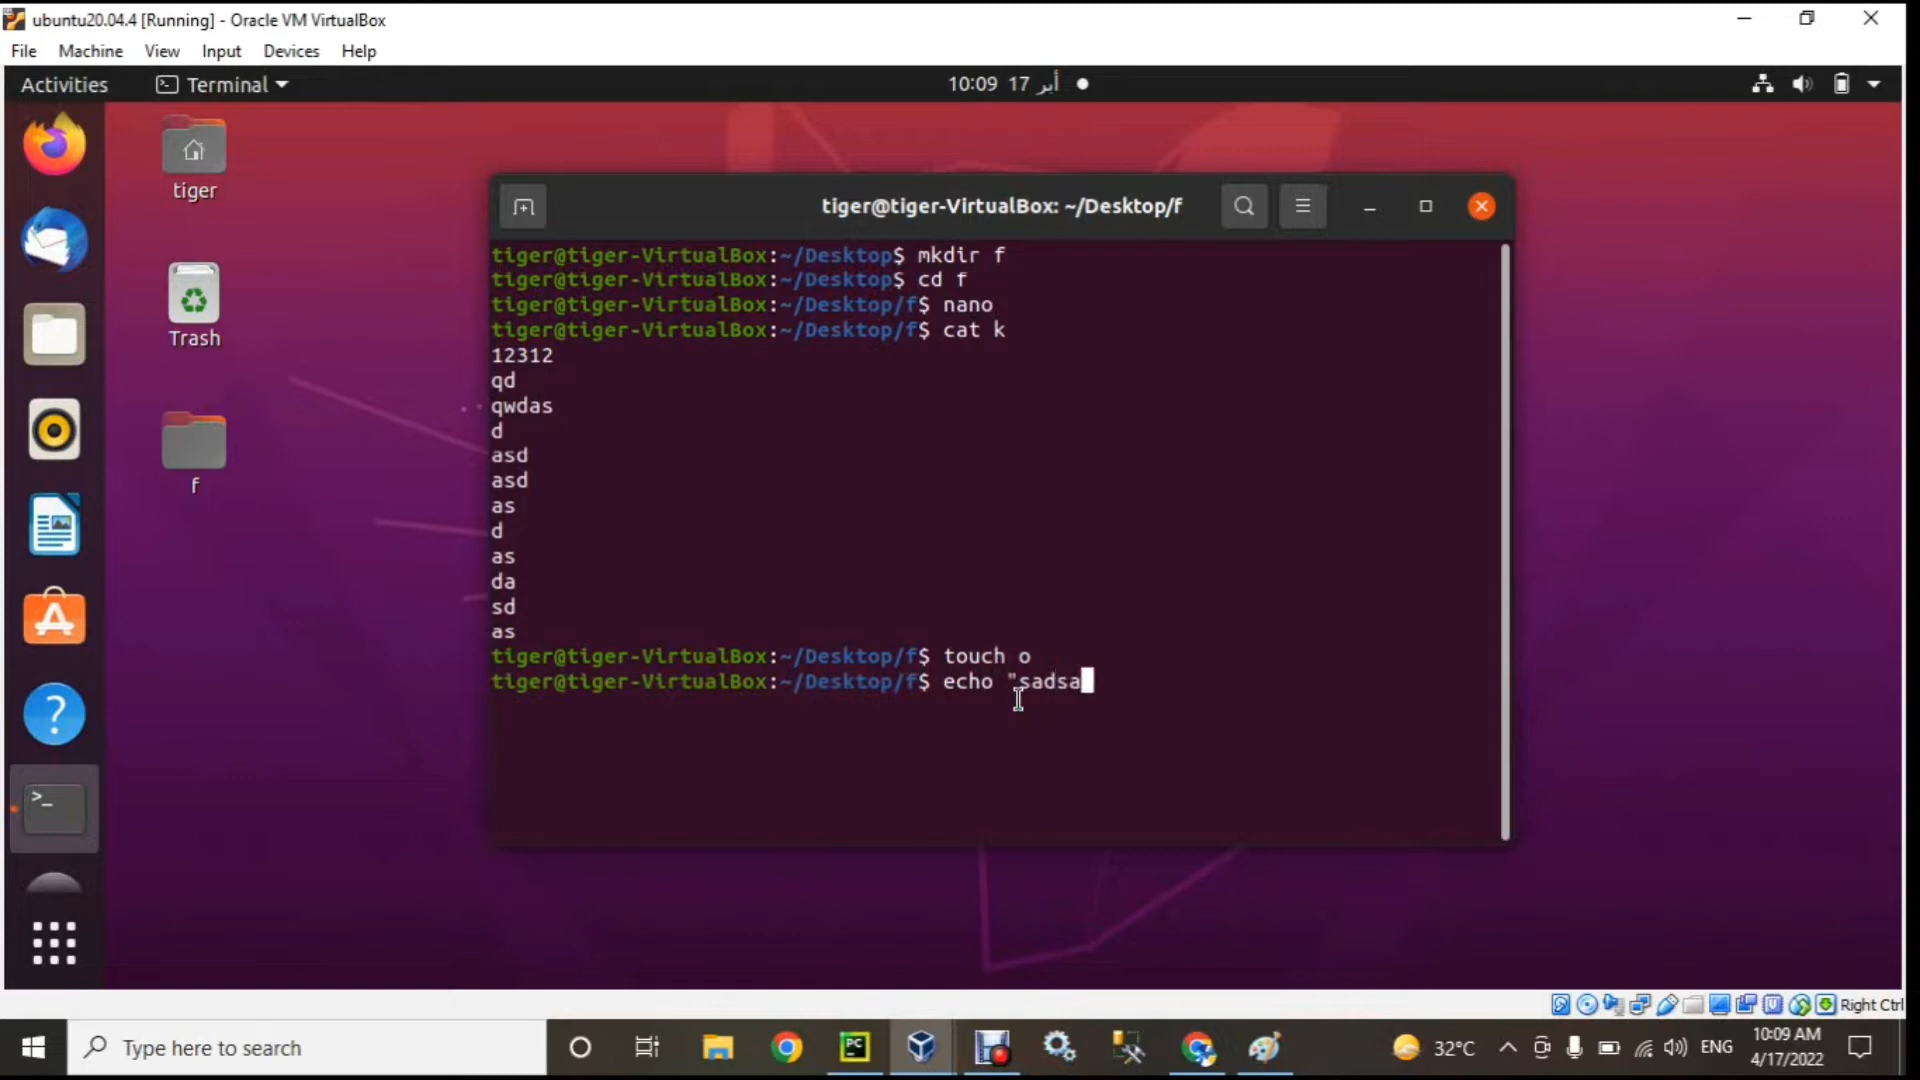 ubuntu20.04.4 [Running] - Oracle VM VirtualBox
File Machine View Input Devices Help
Activities Terminal 10:09 17 أبر
tiger
Trash
f
tiger@tiger-VirtualBox: ~/Desktop/f
tiger@tiger-VirtualBox:~/Desktop$ mkdir f
tiger@tiger-VirtualBox:~/Desktop$ cd f
tiger@tiger-VirtualBox:~/Desktop/f$ nano
tiger@tiger-VirtualBox:~/Desktop/f$ cat k
12312
qd
qwdas
d
asd
asd
as
d
as
da
sd
as
tiger@tiger-VirtualBox:~/Desktop/f$ touch o
tiger@tiger-VirtualBox:~/Desktop/f$ echo "sadsa
Right Ctrl
Type here to search
PC
32°C
ENG
10:09 AM
4/17/2022